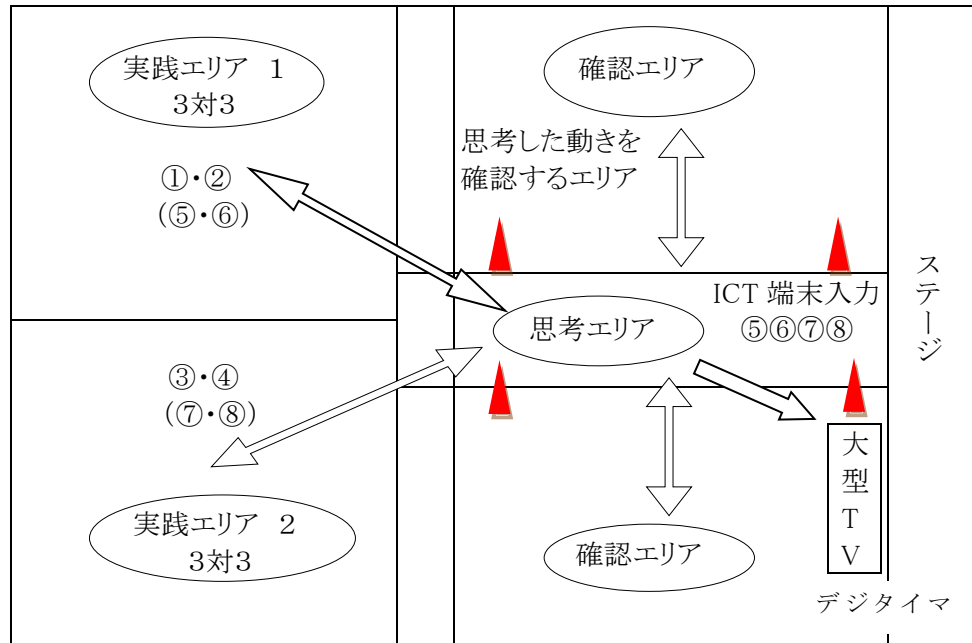 実践エリア １
３対３
①・②
（⑤・⑥）
確認エリア
思考した動きを
確認するエリア
ICT 端末入力
⑤⑥⑦⑧
思考エリア
ステージ
③・④
（⑦・⑧）
実践エリア ２
３対３
確認エリア
大型ＴＶ
デジタイマ